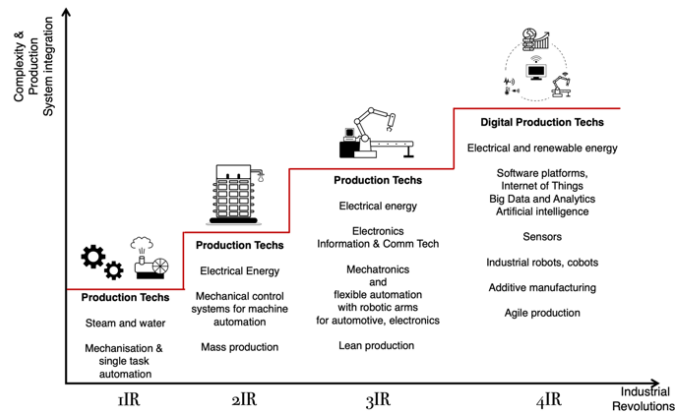 Complexity &
Production
System integration
Production Techs
Steam and water
Mechanisation &
single task
automation
Production Techs
Electrical Energy
Mechanical control
systems for machine
automation
Mass production
Production Techs
Electrical energy
Electronics
Information & Comm Tech
Mechatronics
and
flexible automation
with robotic arms
for automotive, electronics
Lean production
Digital Production Techs
Electrical and renewable energy
Software platforms,
Internet of Things
Big Data and Analytics
Artificial intelligence
Sensors
Industrial robots, cobots
Additive manufacturing
Agile production
1IR
2IR
3IR
4IR
Industrial
Revolutions